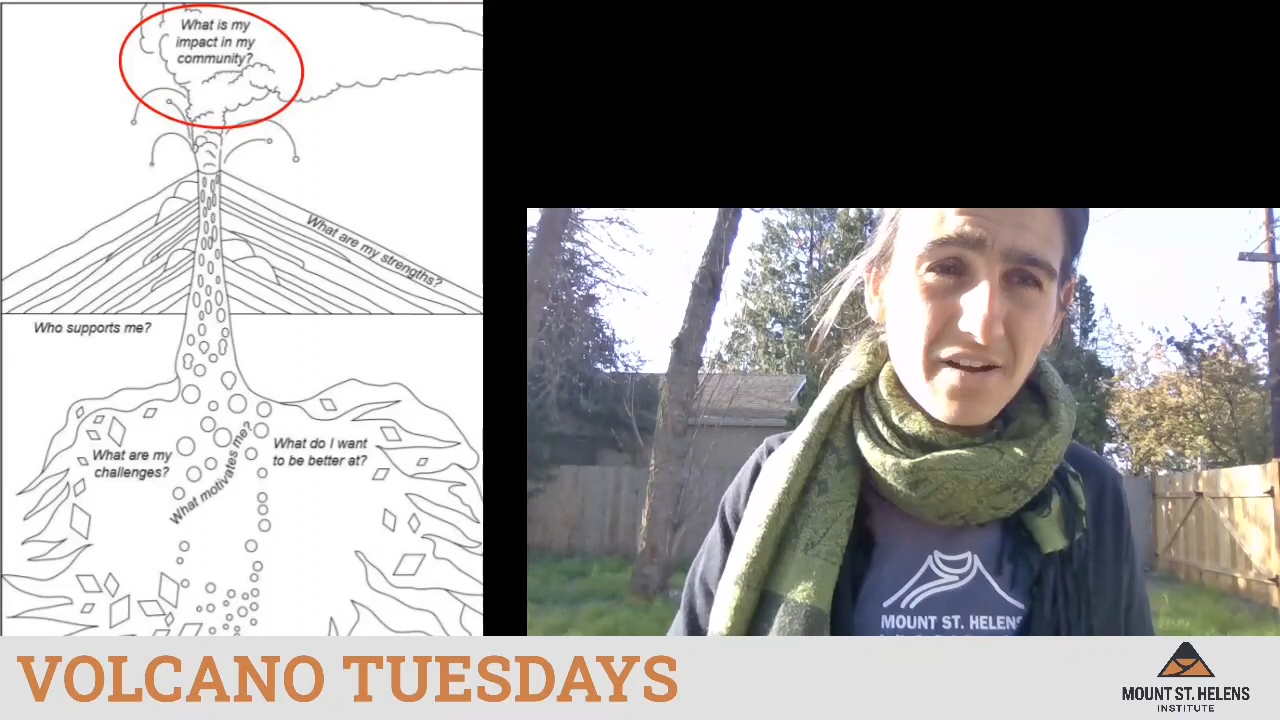 What is my
impact in my
community?
What are my strengths?
Who supports me?
What are my
challenges?
What motivates me?
What do I want
to be better at?
MOUNT ST. HELENS
VOLCANO TUESDAYS
MOUNT ST. HELENS
INSTITUTE